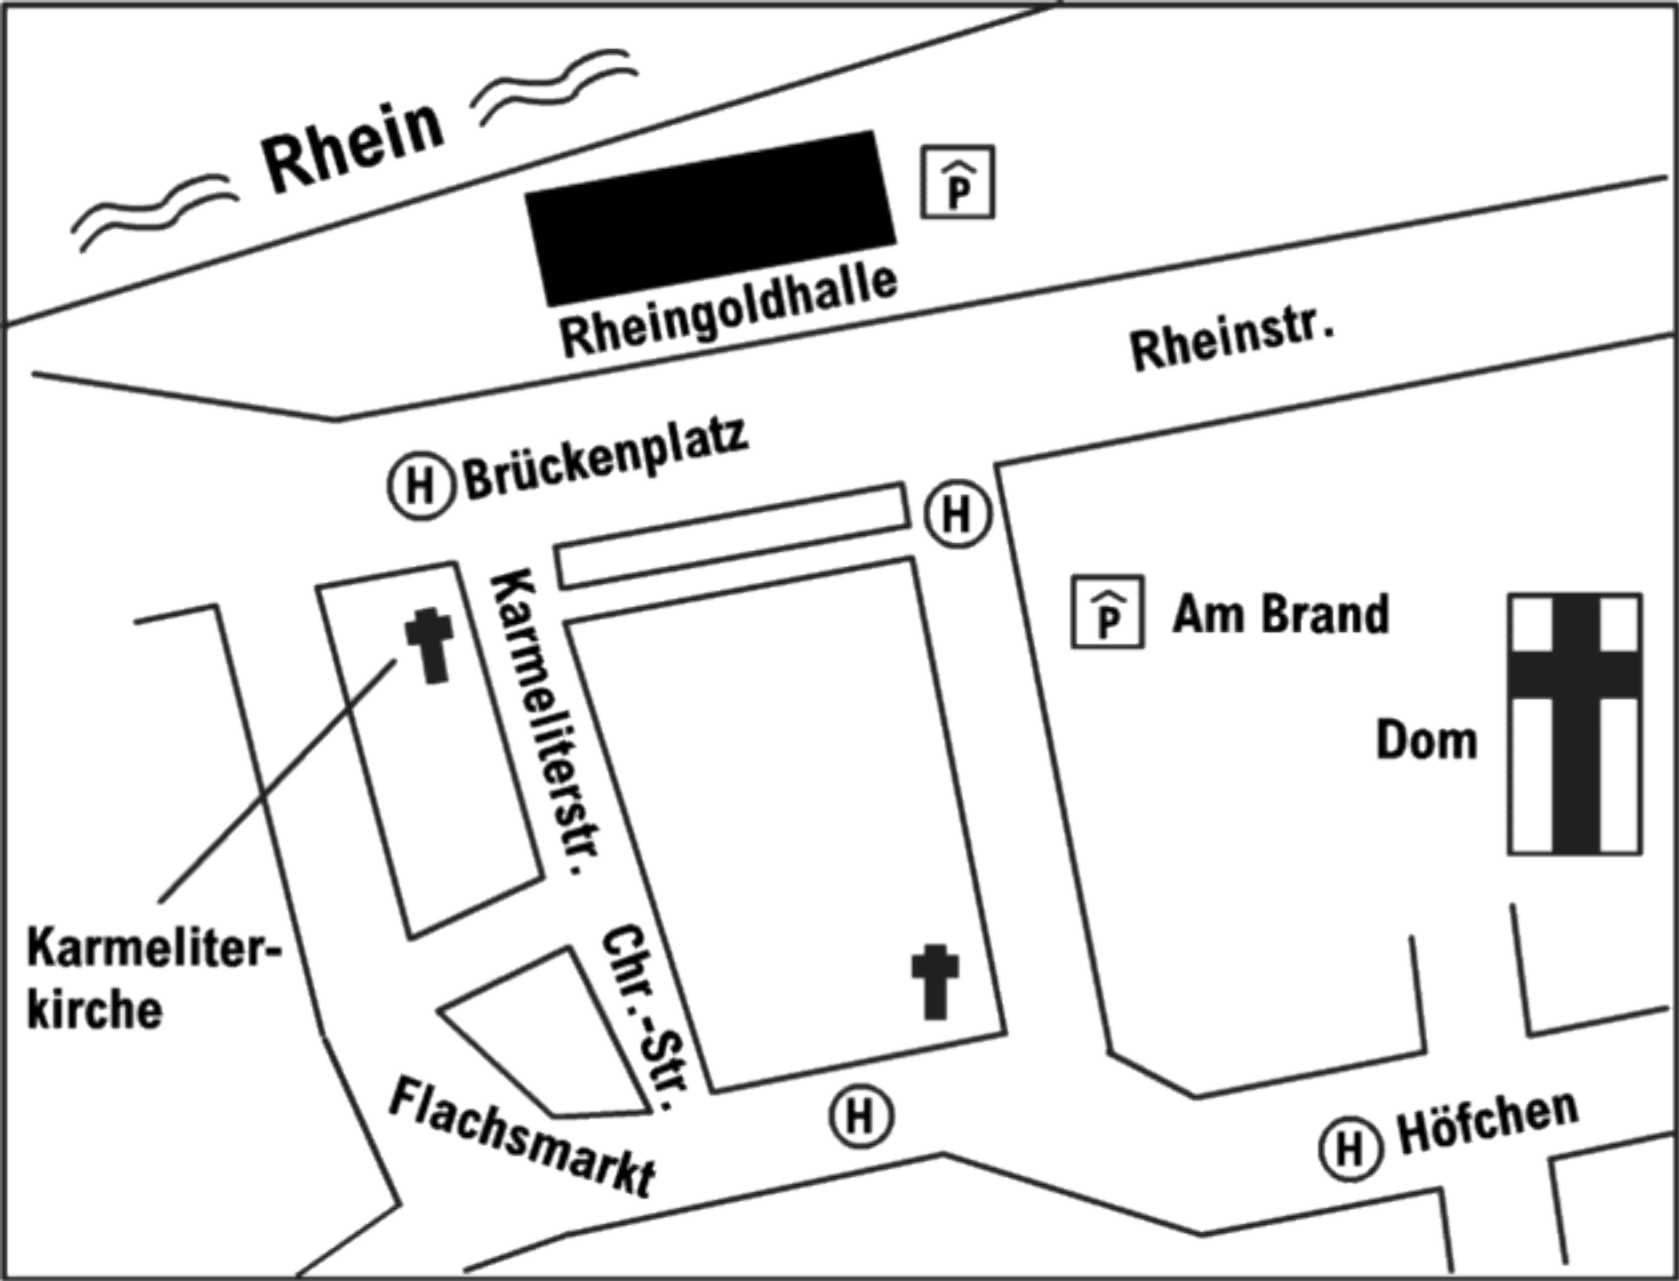 Rhein
P
Rheingoldhalle
Rheinstr.
H Brückenplatz
H
Karmeliterstr.
P Am Brand
Dom
Karmeliter-
kirche
Chr.-Str.
Flachsmarkt
H
H Höfchen